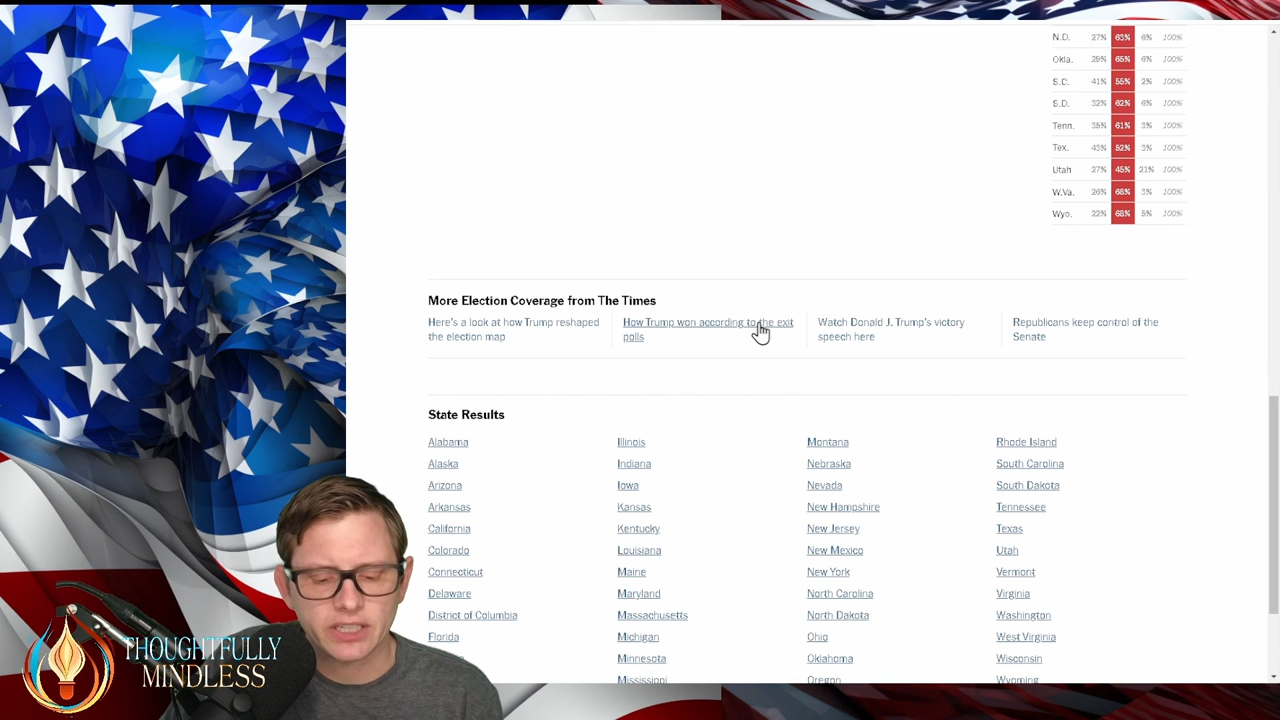 N.D. 27% 63% 6% 100%
Okla. 29% 65% 6% 100%
S.C. 41% 55% 2% 100%
S.D. 32% 62% 6% 100%
Tenn. 35% 61% 3% 100%
Tex. 43% 52% 3% 100%
Utah 27% 45% 21% 100%
W.Va. 26% 68% 3% 100%
Wyo. 22% 68% 5% 100%
More Election Coverage from The Times
Here's a look at how Trump reshaped
the election map
How Trump won according to the exit
polls
Watch Donald J. Trump's victory
speech here
Republicans keep control of the
Senate
State Results
Alabama Illinois Montana Rhode Island
Alaska Indiana Nebraska South Carolina
Arizona Iowa Nevada South Dakota
Arkansas Kansas New Hampshire Tennessee
California Kentucky New Jersey Texas
Colorado Louisiana New Mexico Utah
Connecticut Maine New York Vermont
Delaware Maryland North Carolina Virginia
District of Columbia Massachusetts North Dakota Washington
Florida Michigan Ohio West Virginia
Minnesota Oklahoma Wisconsin
Mississippi Oregon Wyoming
THOUGHTFULLY
MINDLESS